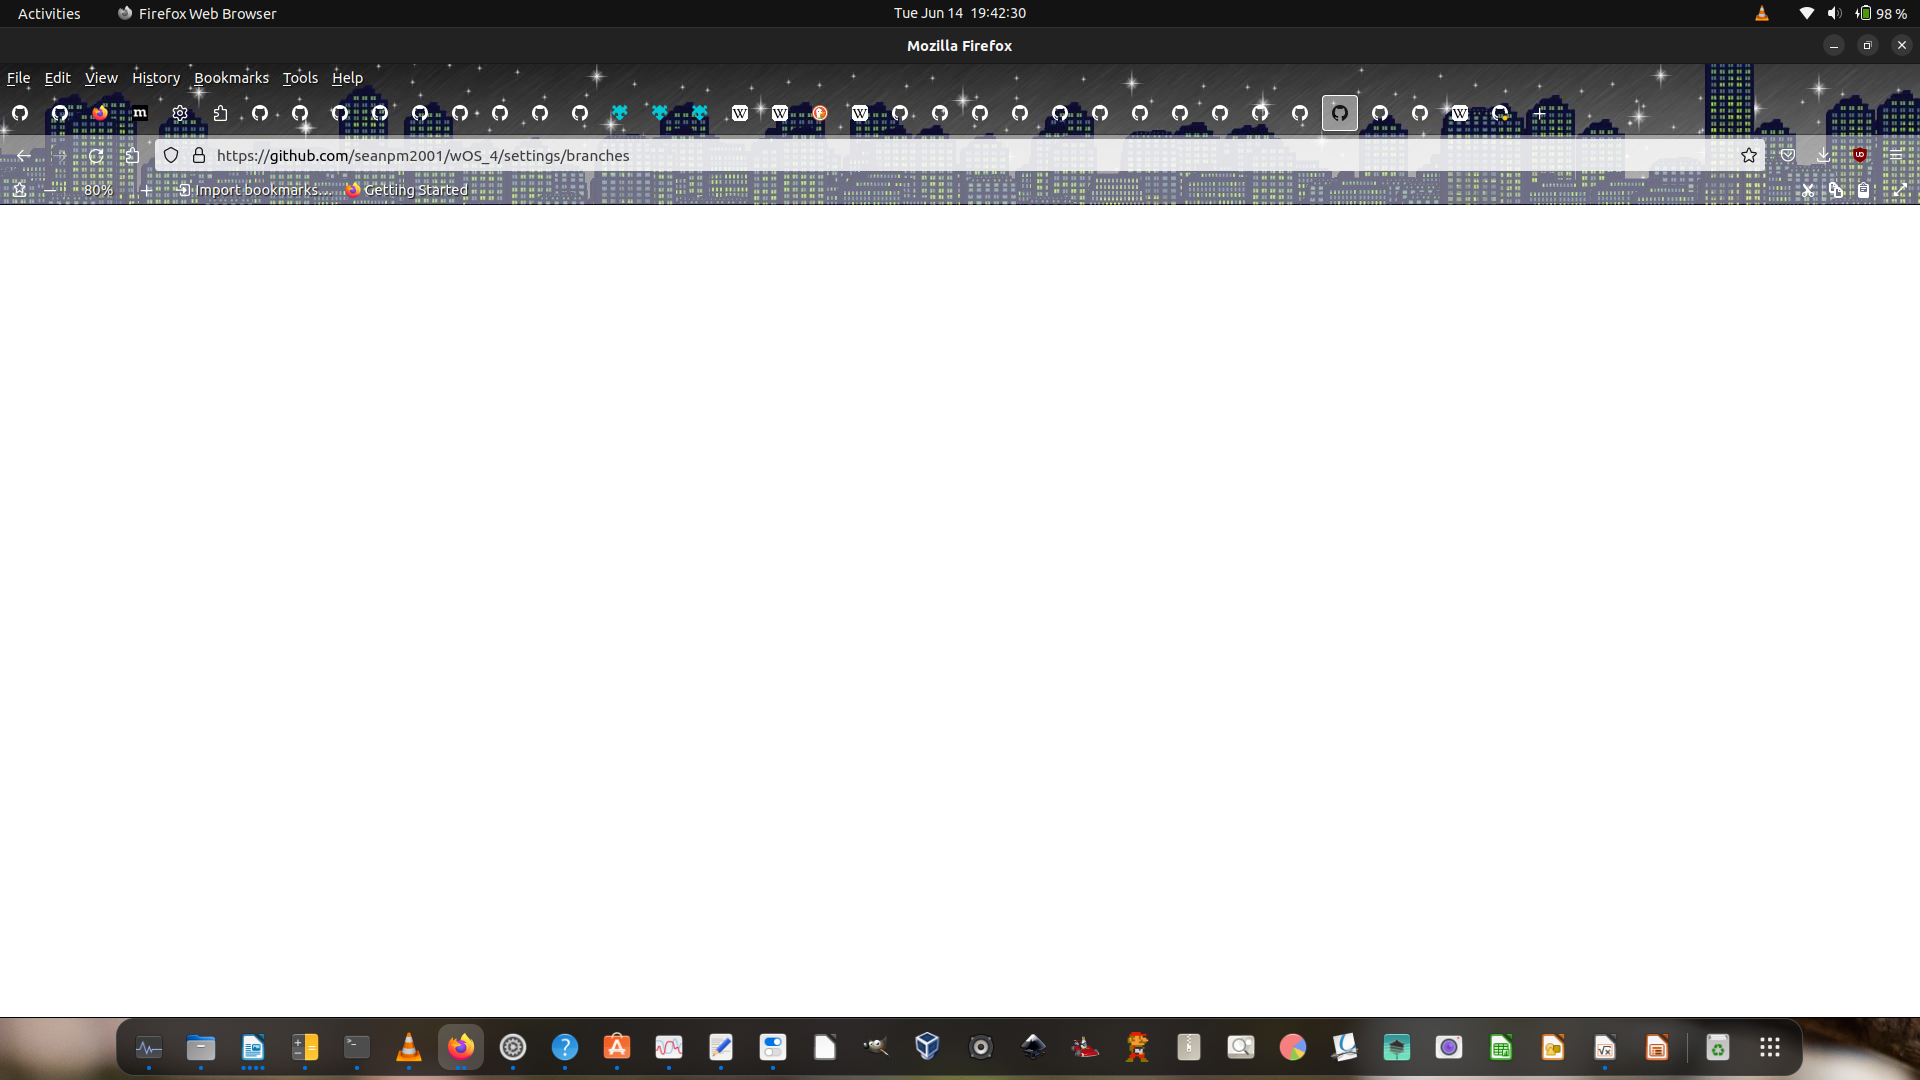 Activities Firefox Web Browser Tue Jun 14 19:42:30 98 %
Mozilla Firefox
File Edit View History Bookmarks Tools Help
https://github.com/seanpm2001/wOS_4/settings/branches
80% Import bookmarks... Getting Started